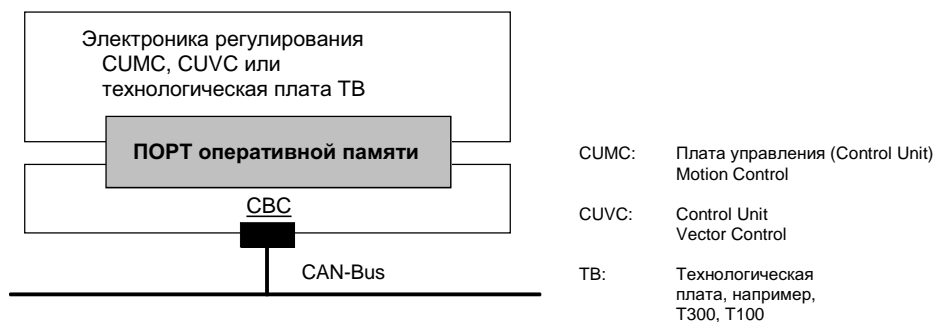 Электроника регулирования
CUMC, CUVC или
технологическая плата TB
ПОРТ оперативной памяти
CBC
CAN-Bus
CUMC: Плата управления (Control Unit)
Motion Control
CUVC: Control Unit
Vector Control
TB: Технологическая
плата, например,
T300, T100